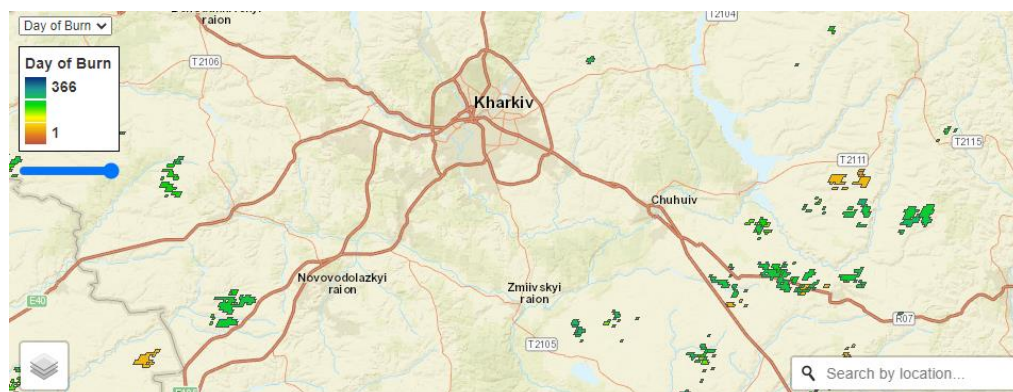 Day of Burn
raion
T2104
T2106
Day of Burn
366
1
Kharkiv
T2115
T2111
Chuhuiv
Novovodolazkyi
raion
Zmiivskyi
raion
E40
R07
T2105
Search by location...